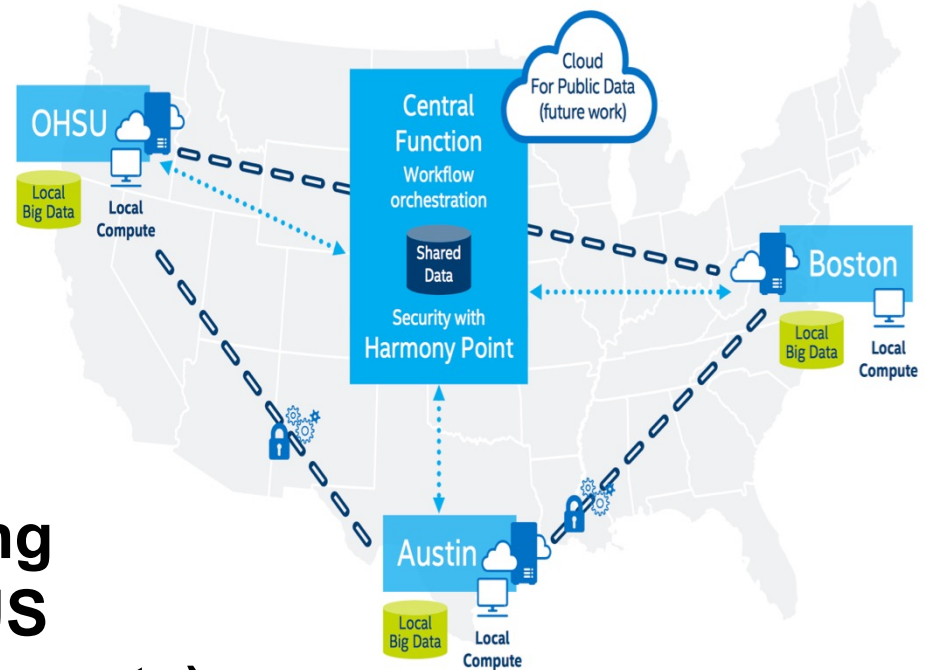 Cloud
For Public Data
(future work)
OHSU
Local
Big Data
Local
Compute
Central
Function
Workflow
orchestration
Shared
Data
Security with
Harmony Point
Boston
Local
Big Data
Local
Compute
Austin
Local
Big Data
Local
Compute
ng
US